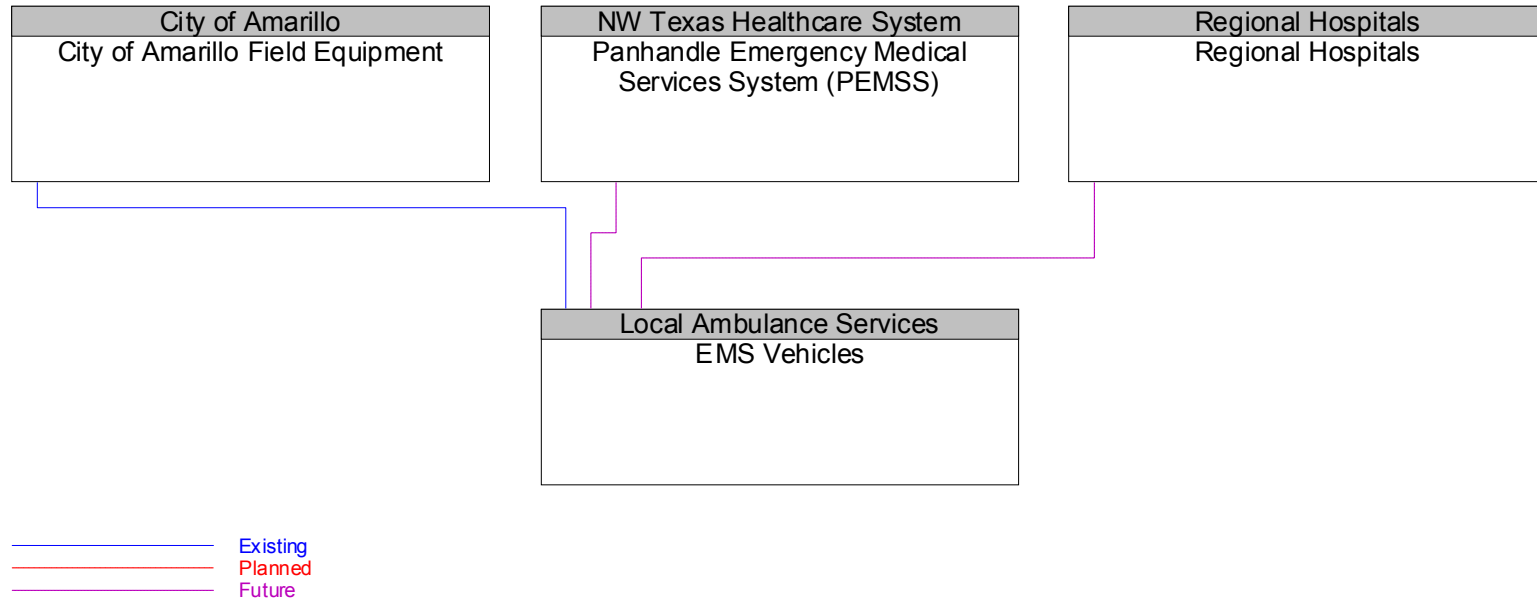 City of Amarillo
City of Amarillo Field Equipment
NW Texas Healthcare System
Panhandle Emergency Medical
Services System (PEMSS)
Regional Hospitals
Regional Hospitals
Local Ambulance Services
EMS Vehicles
Existing
Planned
Future